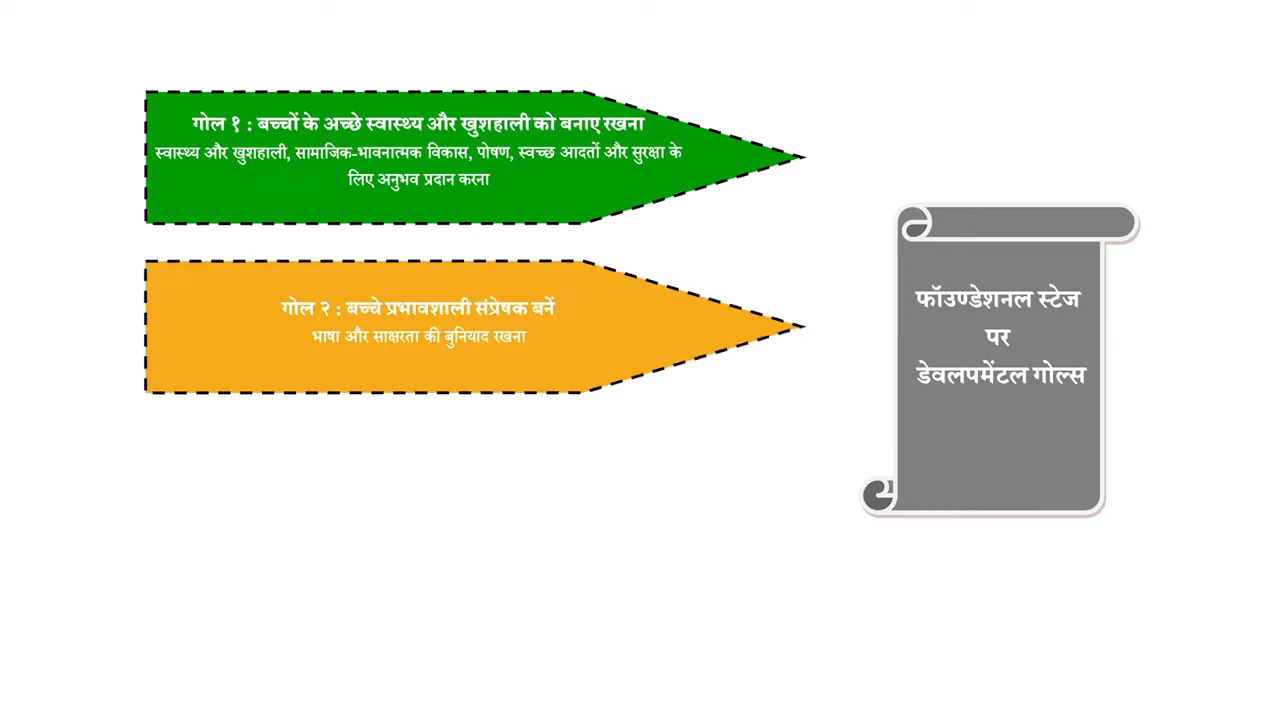 गोल १ : बच्चों के अच्छे स्वास्थ्य और खुशहाली को बनाए रखना
स्वास्थ्य और खुशहाली, सामाजिक-भावनात्मक विकास, पोषण, स्वच्छ आदतों और सुरक्षा के
लिए अनुभव प्रदान करना
गोल २ : बच्चे प्रभावशाली संप्रेषक बनें
भाषा और साक्षरता की बुनियाद रखना
फॉउण्डेशनल स्टेज
पर
डेवलपमेंटल गोल्स